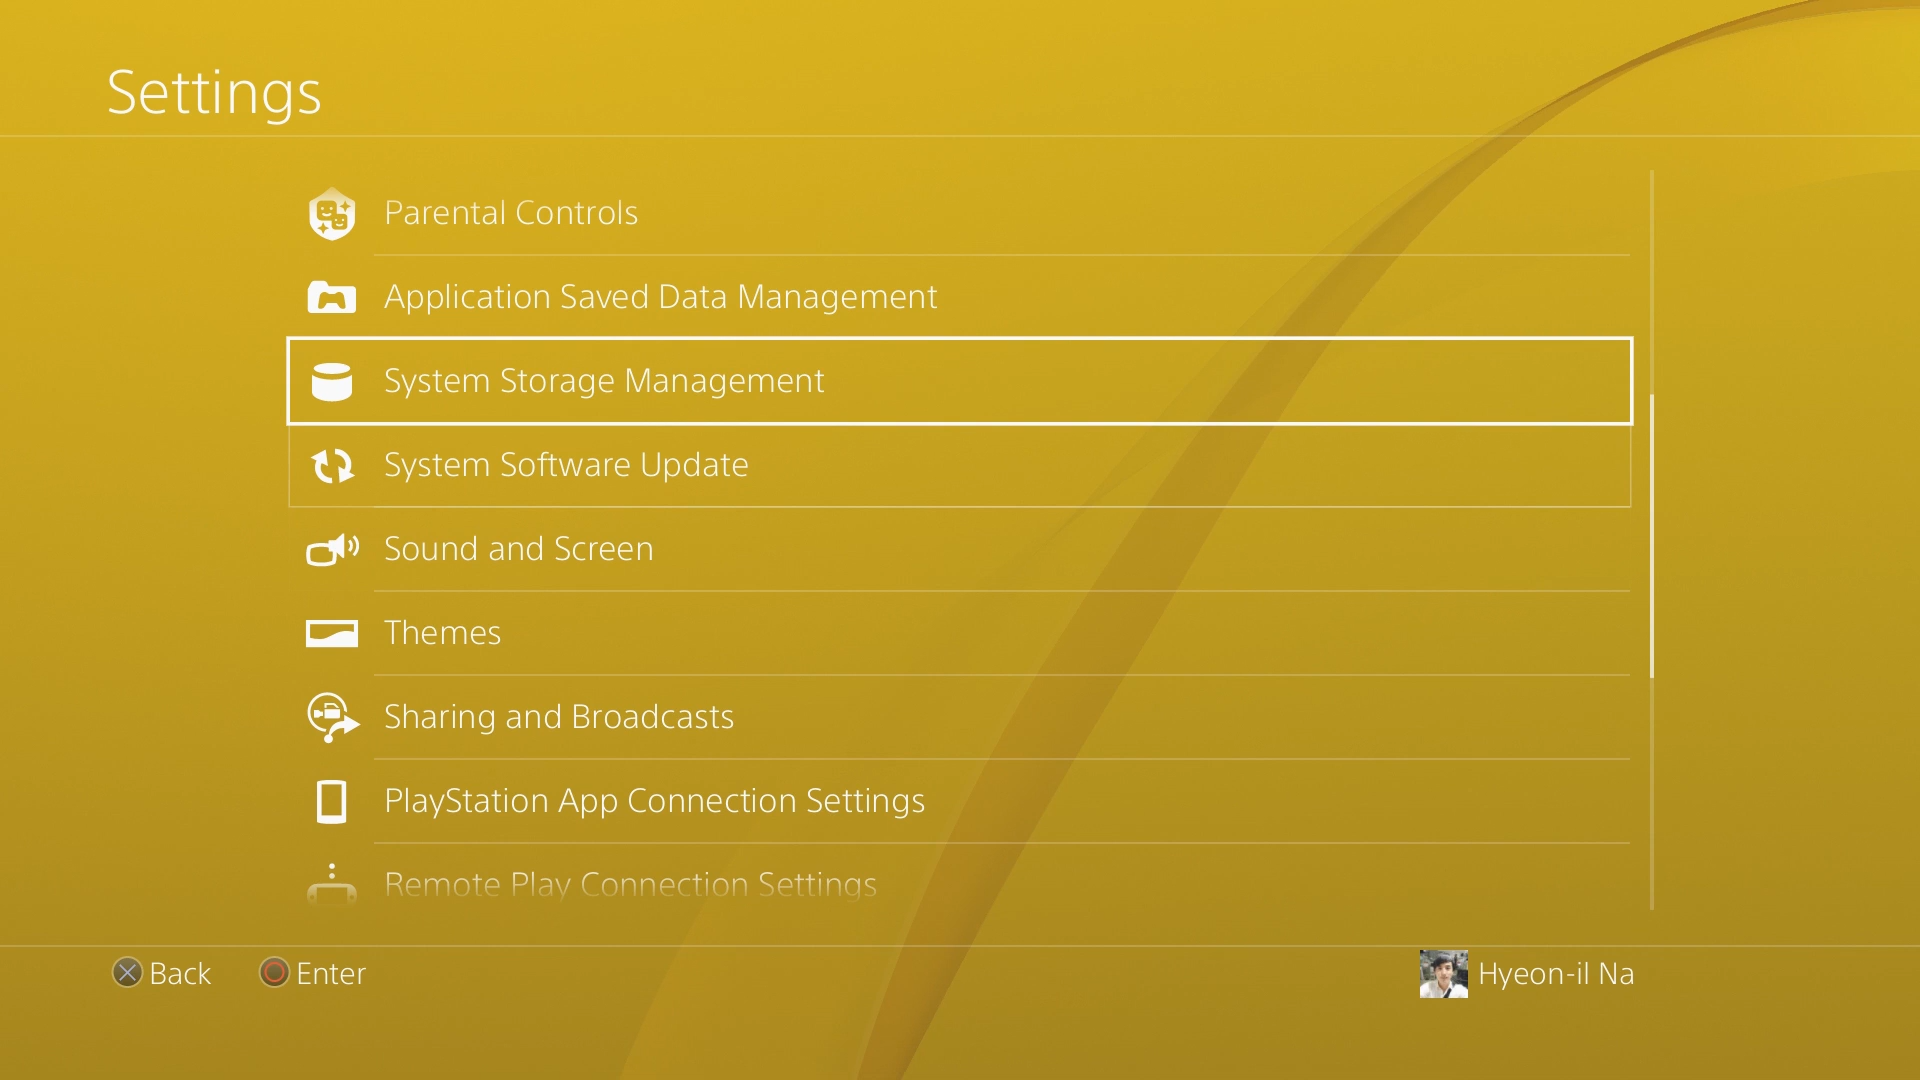 Settings
Parental Controls
Application Saved Data Management
System Storage Management
System Software Update
Sound and Screen
Themes
Sharing and Broadcasts
PlayStation App Connection Settings
Remote Play Connection Settings
Back
Enter
Hyeon-il Na